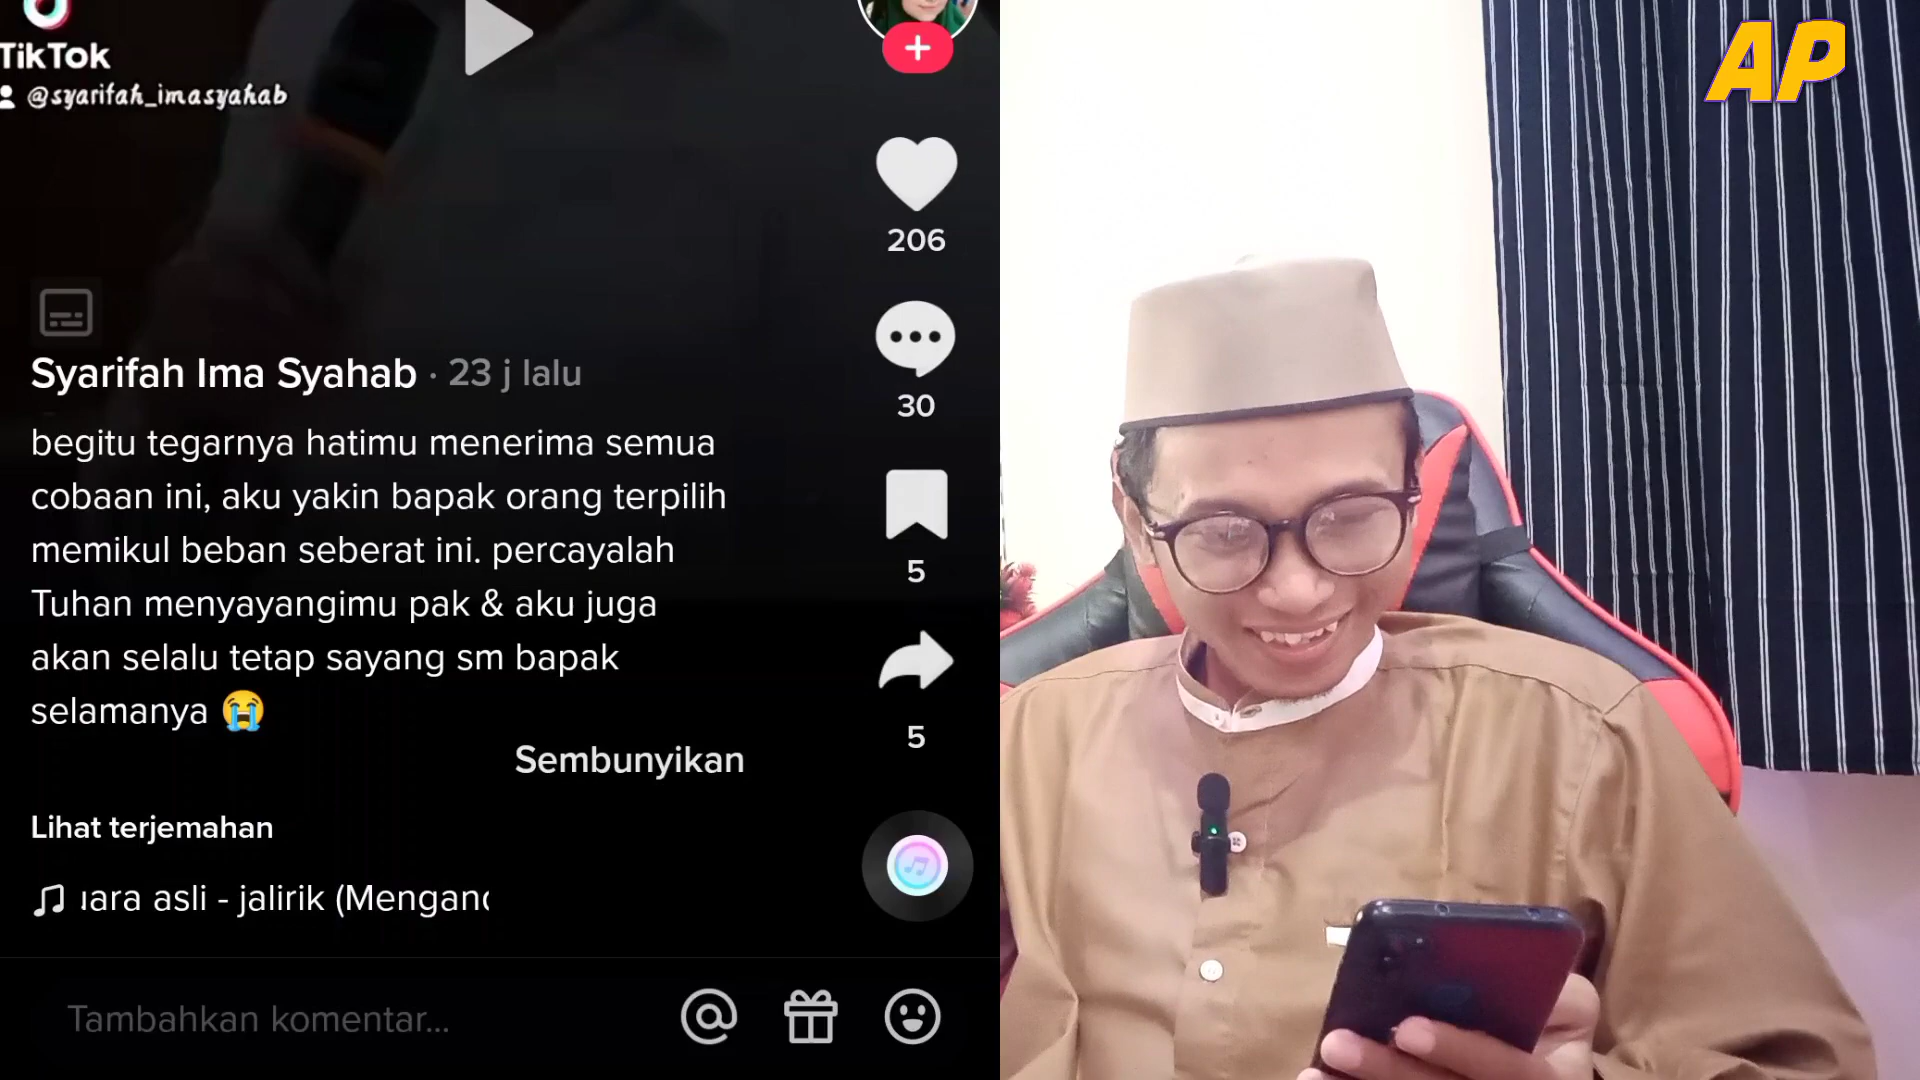 TikTok
@syarifah_imasyahab
AP
206
30
Syarifah Ima Syahab · 23 j lalu
begitu tegarnya hatimu menerima semua
cobaan ini, aku yakin bapak orang terpilih
memikul beban seberat ini. percayalah
Tuhan menyayangimu pak & aku juga
akan selalu tetap sayang sm bapak
selamanya 😭
5
5
Sembunyikan
Lihat terjemahan
asli - jalirik
Tambahkan komentar...